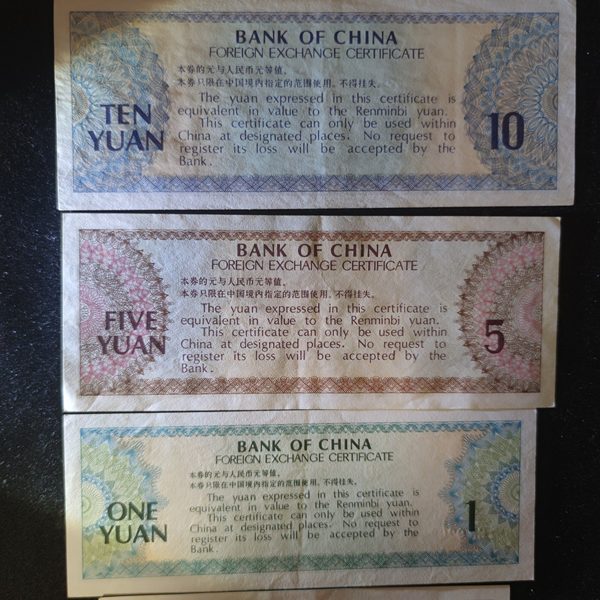 BANK OF CHINA
FOREIGN EXCHANGE CERTIFICATE
本券的元与人民币元等值。
本券只限在中国境内指定的范围使用。不得挂失。
The yuan expressed in this certificate is
equivalent in value to the Renminbi yuan.
This certificate can only be used within
China at designated places. No request to
register its loss will be accepted by the
Bank.
TEN
YUAN
10
BANK OF CHINA
FOREIGN EXCHANGE CERTIFICATE
本券的元与人民币元等值。
本券只限在中国境内指定的范围使用。不得挂失。
The yuan expressed in this certificate is
equivalent in value to the Renminbi yuan.
This certificate can only be used within
China at designated places. No request to
register its loss will be accepted by the
Bank.
FIVE
YUAN
5
BANK OF CHINA
FOREIGN EXCHANGE CERTIFICATE
本券的元与人民币元等值。
本券只限在中国境内指定的范围使用。不得挂失。
The yuan expressed in this certificate is
equivalent in value to the Renminbi yuan.
This certificate can only be used within
China at designated places. No request to
register its loss will be accepted by the
Bank.
ONE
YUAN
1